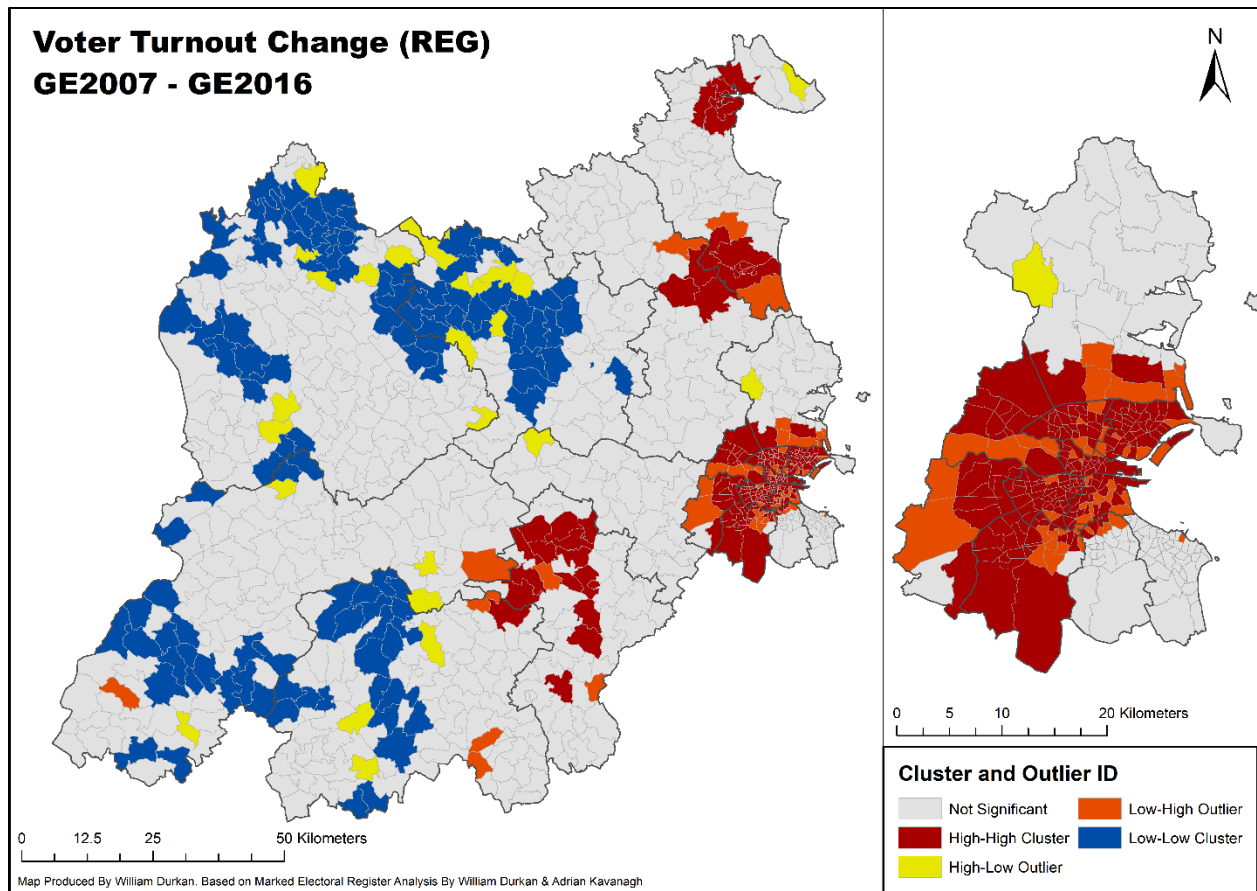 Voter Turnout Change (REG)
GE2007 - GE2016
N
0 5 10 20 Kilometers
Cluster and Outlier ID
Not Significant
High-High Cluster
High-Low Outlier
Low-High Outlier
Low-Low Cluster
0 12.5 25 50 Kilometers
Map Produced By William Durkan. Based on Marked Electoral Register Analysis By William Durkan & Adrian Kavanagh